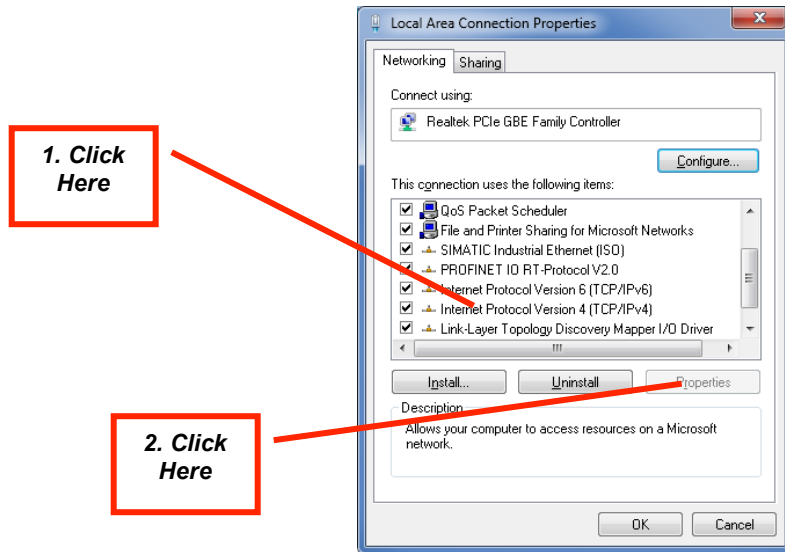 Local Area Connection Properties
Networking
Sharing
Connect using:
Realtek PCIe GBE Family Controller
Configure...
1. Click
Here
This connection uses the following items:
QoS Packet Scheduler
File and Printer Sharing for Microsoft Networks
SIMATIC Industrial Ethernet (ISO)
PROFINET IO RT-Protocol V2.0
Internet Protocol Version 6 (TCP/IPv6)
Internet Protocol Version 4 (TCP/IPv4)
Link-Layer Topology Discovery Mapper I/O Driver
Install...
Uninstall
Properties
Description
Allows your computer to access resources on a Microsoft
network.
2. Click
Here
OK
Cancel